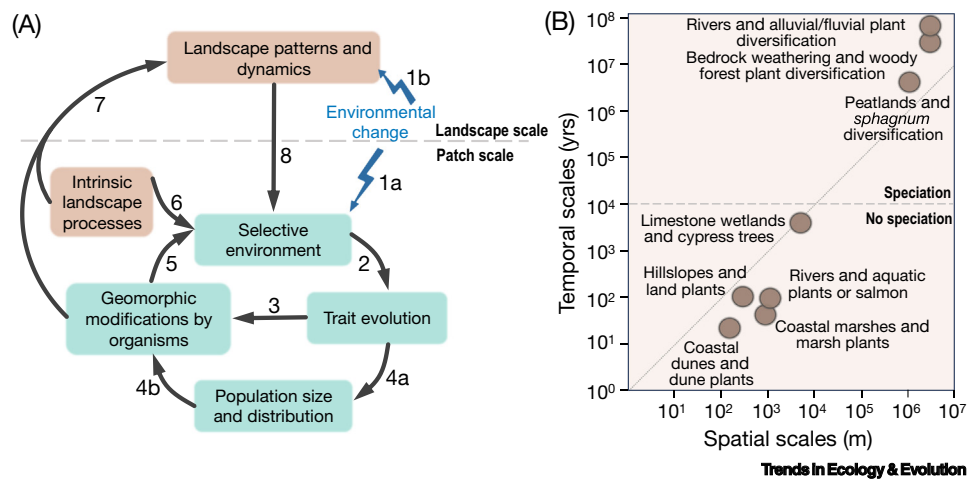 (A)
Landscape patterns and
dynamics
1b
Environmental
change
Landscape scale
Patch scale
7
8
1a
Intrinsic
landscape
processes
6
Selective
environment
5
2
Geomorphic
modifications by
organisms
3
Trait evolution
4b
4a
Population size
and distribution
(B)
Temporal scales (yrs)
10⁸
10⁷
10⁶
10⁵
10⁴
10³
10²
10¹
10⁰
Rivers and alluvial/fluvial plant
diversification
Bedrock weathering and woody
forest plant diversification
Peatlands and
sphagnum
diversification
Speciation
No speciation
Limestone wetlands
and cypress trees
Hillslopes and
land plants
Rivers and aquatic
plants or salmon
Coastal marshes and
marsh plants
Coastal
dunes and
dune plants
10¹ 10² 10³ 10⁴ 10⁵ 10⁶ 10⁷
Spatial scales (m)
Trends in Ecology & Evolution